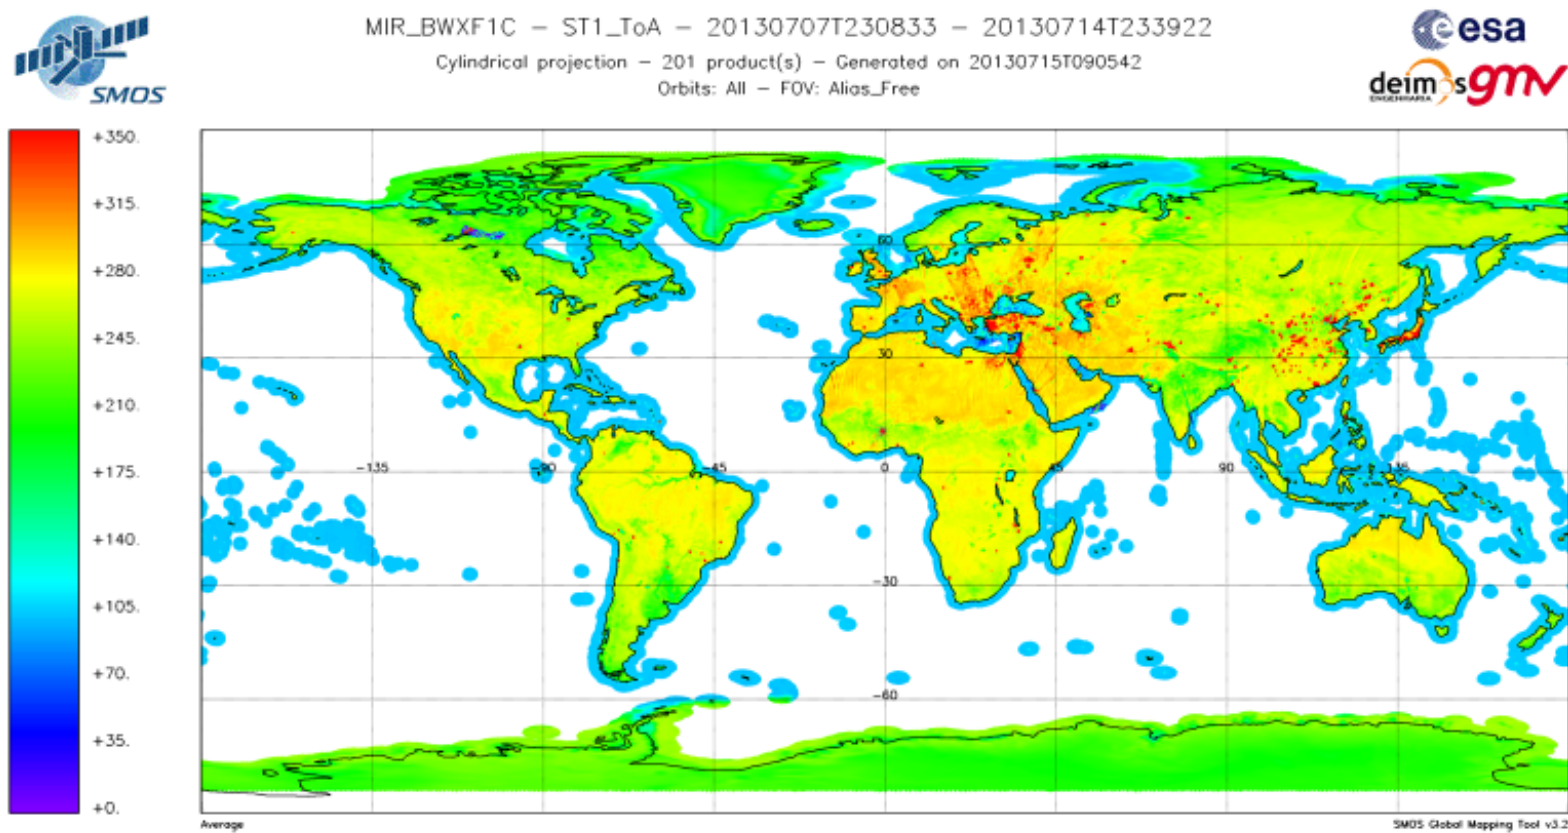 MIR_BWXF1C – ST1_ToA – 20130707T230833 – 20130714T233922
Cylindrical projection – 201 product(s) – Generated on 20130715T090542
Orbits: All – FOV: Alias_Free
SMOS
esa
deimos
ENGENHARIA
gmv
+350.
+315.
+280.
+245.
+210.
+175.
+140.
+105.
+70.
+35.
+0.
60
30
-135
-90
-45
0
45
90
135
-30
-60
Average
SMOS Global Mapping Tool v3.2